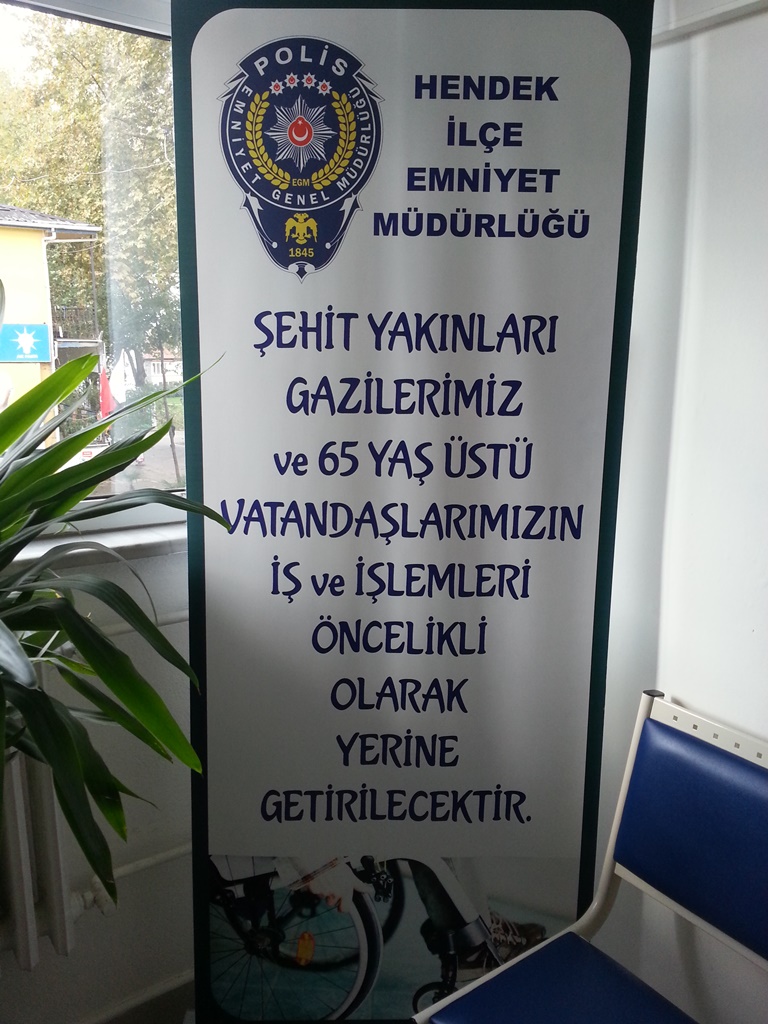 POLİS
EMNİYET GENEL MÜDÜRLÜĞÜ
EGM
1845
HENDEK
İLÇE
EMNİYET
MÜDÜRLÜĞÜ
ŞEHİT YAKINLARI
GAZİLERİMİZ
ve 65 YAŞ ÜSTÜ
VATANDAŞLARIMIZIN
İŞ ve İŞLEMLERİ
ÖNCELİKLİ
OLARAK
YERİNE
GETİRİLECEKTİR.